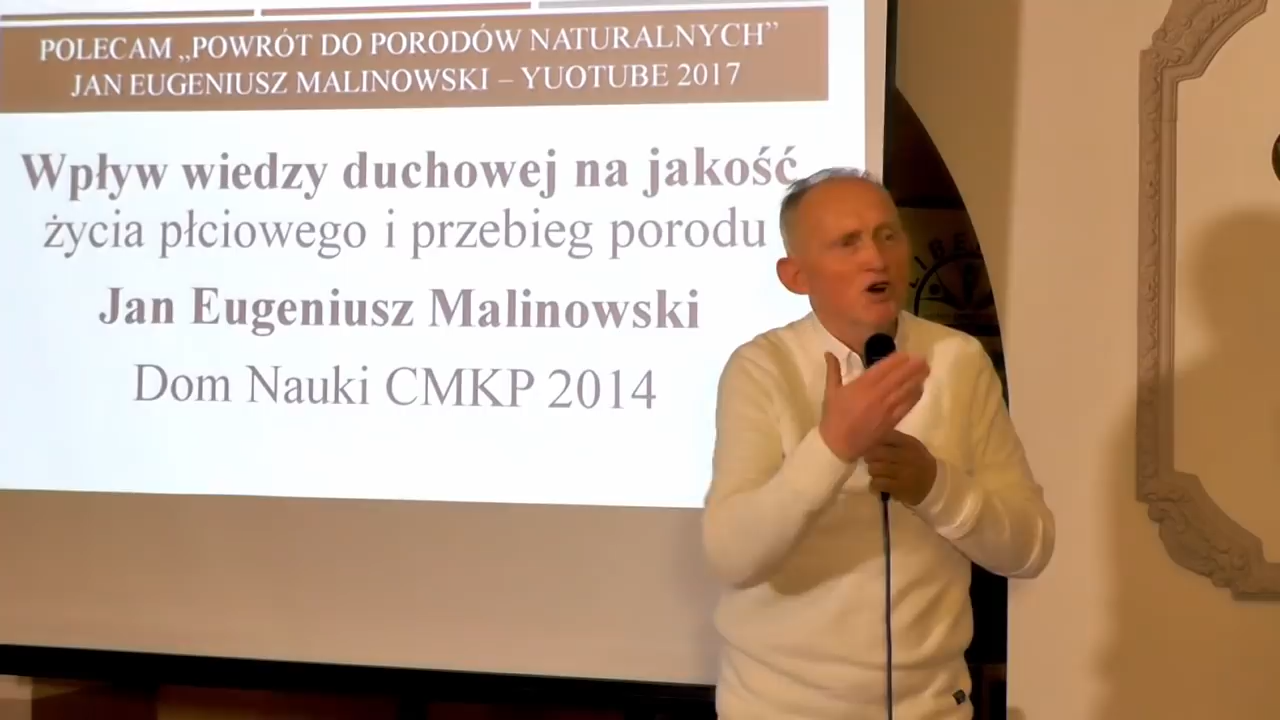 POLECAM „POWRÓT DO PORODÓW NATURALNYCH”
JAN EUGENIUSZ MALINOWSKI – YUOTUBE 2017
Wpływ wiedzy duchowej na jakość
życia płciowego i przebieg porodu
Jan Eugeniusz Malinowski
Dom Nauki CMKP 2014